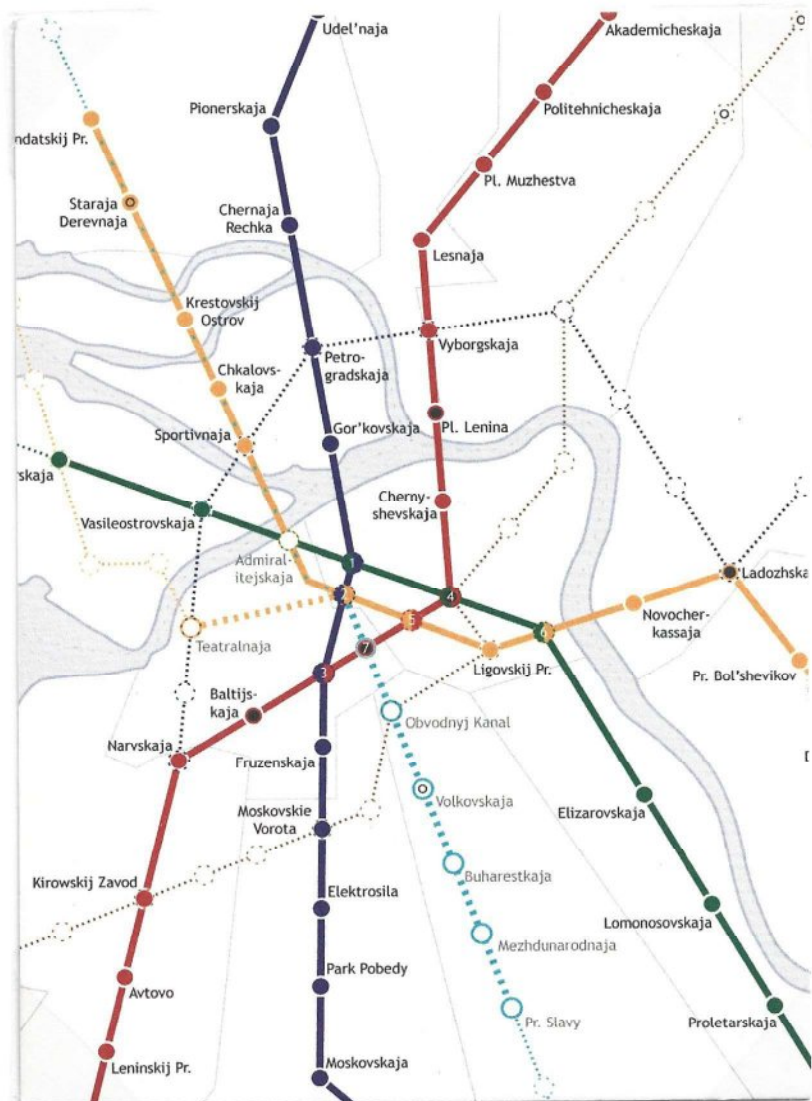 Udel'naja
Akademicheskaja
Pionerskaja
Politehnicheskaja
ndatskij Pr.
Pl. Muzhestva
Staraja
Derevnaja
Chernaja
Rechka
Lesnaja
Krestovskij
Ostrov
Petro-
gradskaja
Vyborgskaja
Chkalovs-
kaja
Sportivnaja
Gor'kovskaja
Pl. Lenina
rskaja
Vasileostrovskaja
Cherny-
shevskaja
Admiral-
itejskaja
1
Ladozhska
2
4
Novocher-
kassaja
5
6
Teatralnaja
7
Ligovskij Pr.
3
Pr. Bol'shevikov
Baltijs-
kaja
Obvodnyj Kanal
Narvskaja
Fruzenskaja
Volkovskaja
Elizarovskaja
Moskovskie
Vorota
Buharestkaja
Kirowskij Zavod
Elektrosila
Lomonosovskaja
Mezhdunarodnaja
Avtovo
Park Pobedy
Pr. Slavy
Proletarskaja
Leninskij Pr.
Moskovskaja